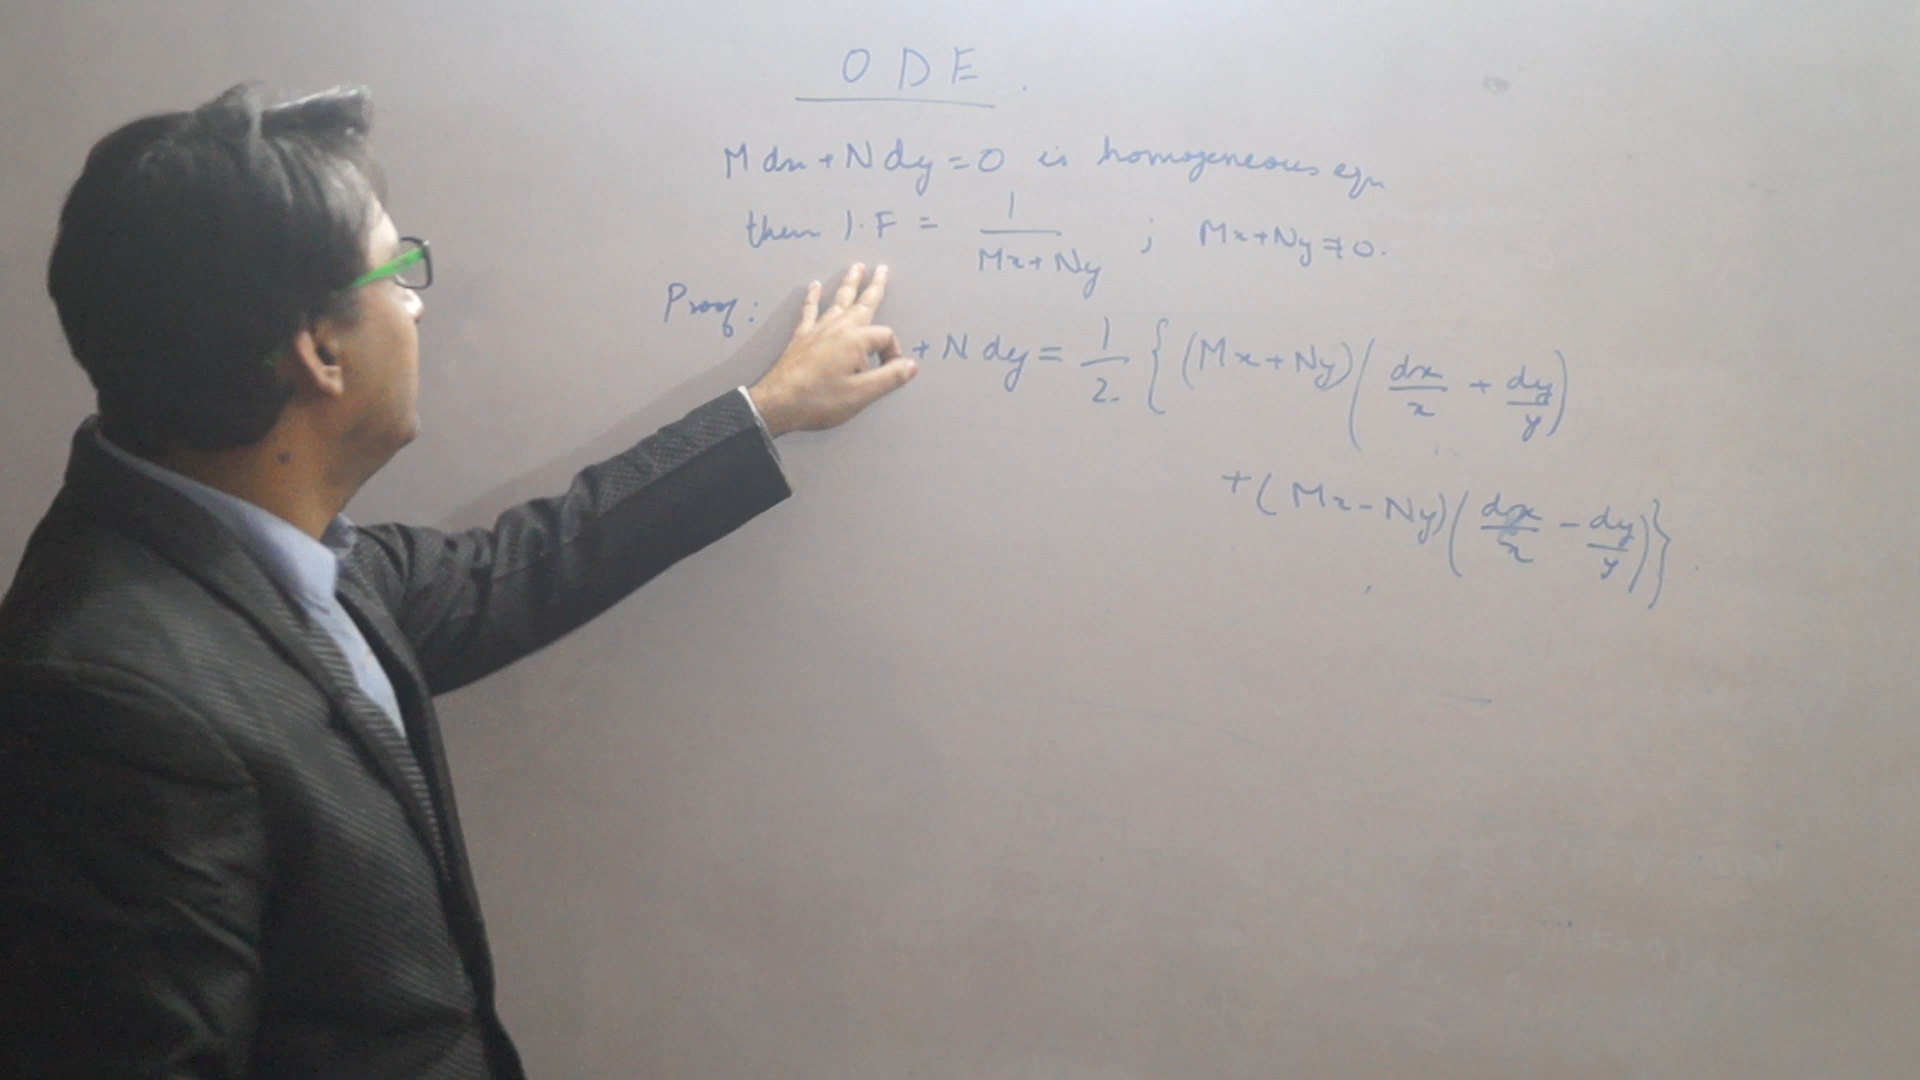 O D E .
M dx + N dy = 0 is homogeneous eqn
then I.F = 1/(Mx + Ny) ; Mx + Ny ≠ 0.
Proof:
+ N dy = 1/2 { (Mx + Ny) ( dx/x + dy/y )
+ ( Mx - Ny) ( dx/x - dy/y ) }